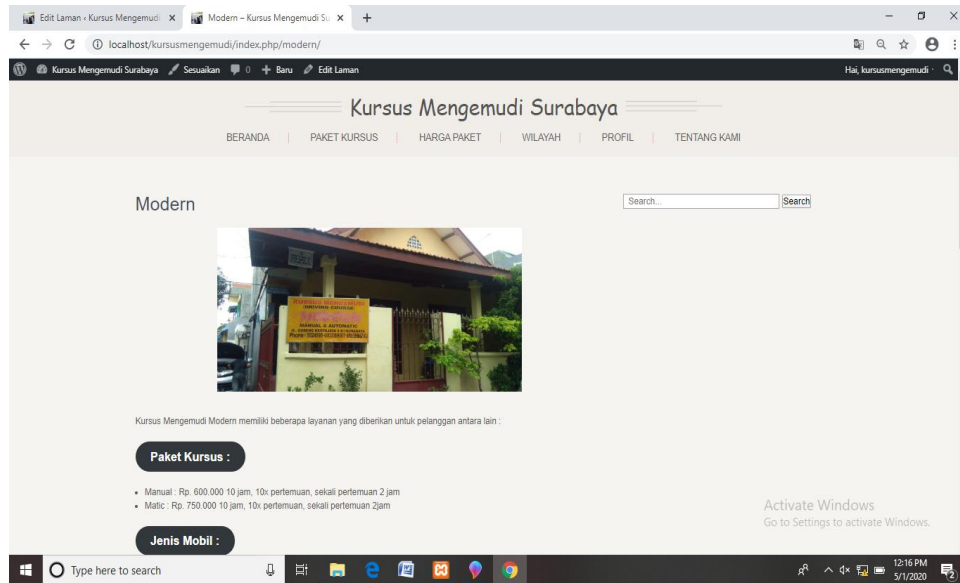 Edit Laman ‹ Kursus Mengemudi
Modern – Kursus Mengemudi Su
localhost/kursusmengemudi/index.php/modern/
Kursus Mengemudi Surabaya Sesuaikan 0 + Baru Edit Laman Hai, kursusmengemudi
Kursus Mengemudi Surabaya
BERANDA | PAKET KURSUS | HARGA PAKET | WILAYAH | PROFIL | TENTANG KAMI
Modern
Search...
Search
KURSUS MENGEMUDI
MODERN
MANUAL & AUTOMATIC
Kursus Mengemudi Modern memiliki beberapa layanan yang diberikan untuk pelanggan antara lain :
Paket Kursus :
• Manual : Rp. 600.000 10 jam, 10x pertemuan, sekali pertemuan 2 jam
• Matic : Rp. 750.000 10 jam, 10x pertemuan, sekali pertemuan 2jam
Jenis Mobil :
Activate Windows
Go to Settings to activate Windows.
Type here to search
12:16 PM
5/1/2020
2